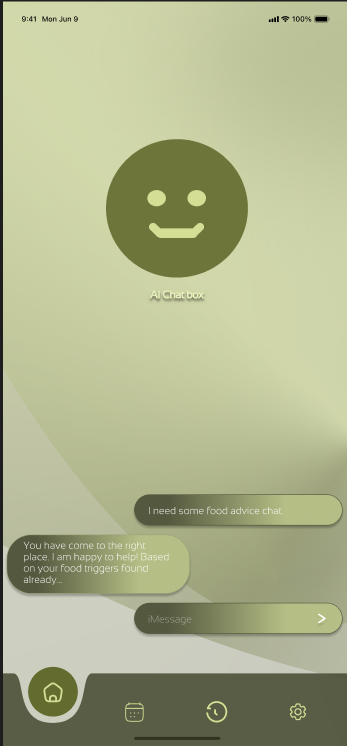 9:41 Mon Jun 9 100%
AI Chat box
I need some food advice chat
You have come to the right
place. I am happy to help! Based
on your food triggers found
already...
iMessage